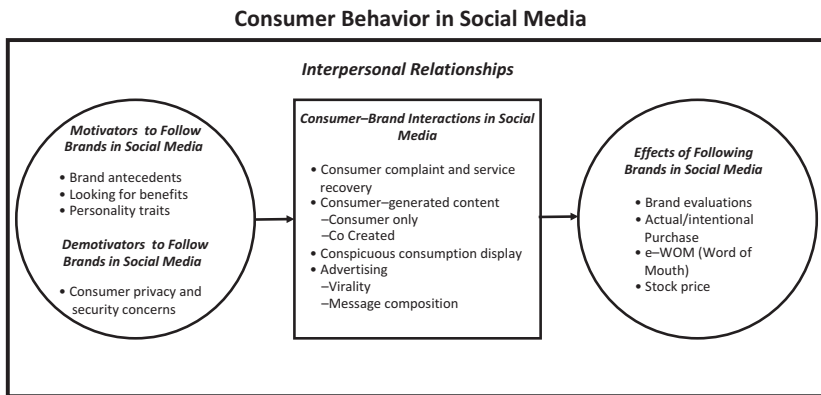 Consumer Behavior in Social Media
Interpersonal Relationships
Motivators to Follow
Brands in Social Media
• Brand antecedents
• Looking for benefits
• Personality traits
Demotivators to Follow
Brands in Social Media
• Consumer privacy and
security concerns
Consumer–Brand Interactions in Social
Media
• Consumer complaint and service
recovery
• Consumer–generated content
–Consumer only
–Co Created
• Conspicuous consumption display
• Advertising
–Virality
–Message composition
Effects of Following
Brands in Social Media
• Brand evaluations
• Actual/intentional
Purchase
• e–WOM (Word of
Mouth)
• Stock price